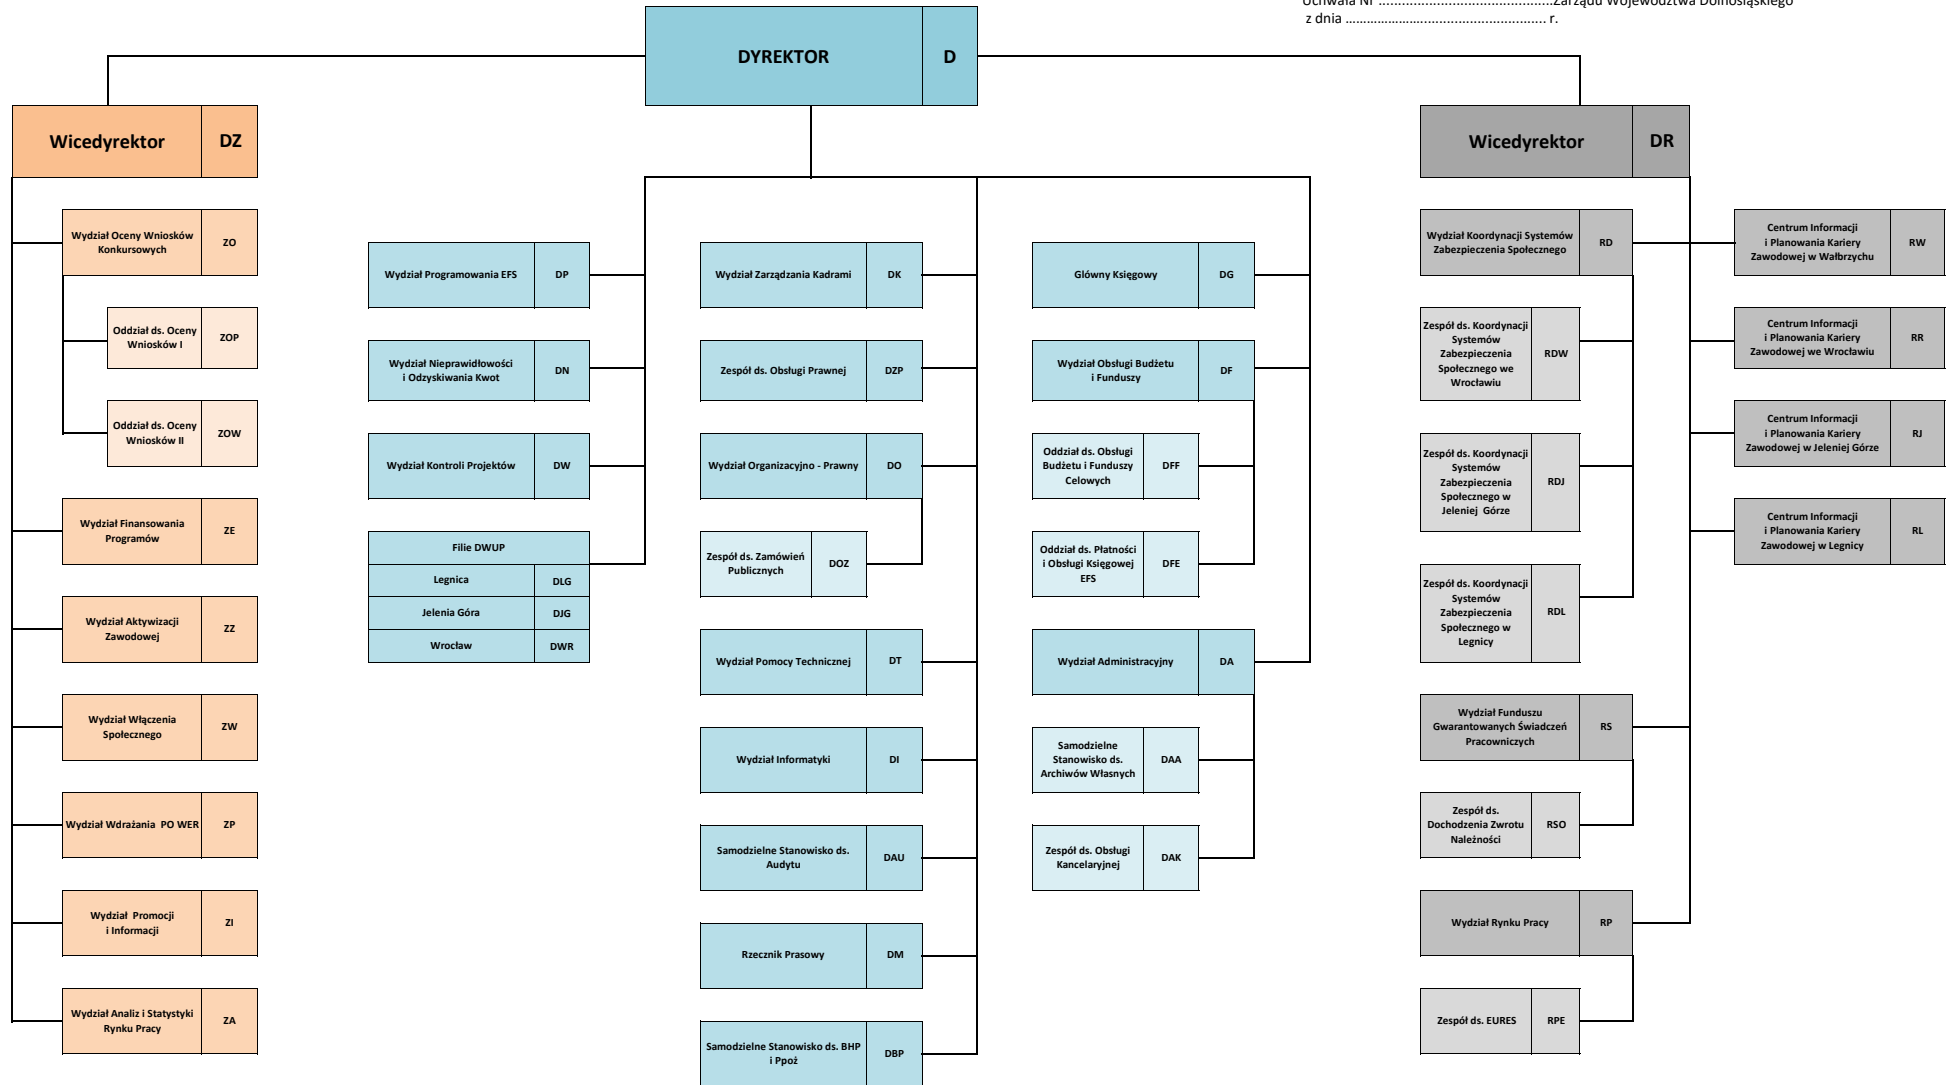 Uchwała Nr ............................................Zarządu Województwa Dolnośląskiego
z dnia ...................................................... r.
DYREKTOR D
Wicedyrektor DZ
Wicedyrektor DR
Wydział Oceny Wniosków
Konkursowych
ZO
Oddział ds. Oceny
Wniosków I
ZOP
Oddział ds. Oceny
Wniosków II
ZOW
Wydział Finansowania
Programów
ZE
Wydział Aktywizacji
Zawodowej
ZZ
Wydział Włączenia
Społecznego
ZW
Wydział Wdrażania PO WER ZP
Wydział Promocji
i Informacji
ZI
Wydział Analiz i Statystyki
Rynku Pracy
ZA
Wydział Programowania EFS DP
Wydział Nieprawidłowości
i Odzyskiwania Kwot
DN
Wydział Kontroli Projektów DW
Filie DWUP
Legnica DLG
Jelenia Góra DJG
Wrocław DWR
Wydział Zarządzania Kadrami DK
Zespół ds. Obsługi Prawnej DZP
Wydział Organizacyjno - Prawny DO
Zespół ds. Zamówień
Publicznych
DOZ
Wydział Pomocy Technicznej DT
Wydział Informatyki DI
Samodzielne Stanowisko ds.
Audytu
DAU
Rzecznik Prasowy DM
Samodzielne Stanowisko ds. BHP
i Ppoż
DBP
Glówny Księgowy DG
Wydział Obsługi Budżetu
i Funduszy
DF
Oddział ds. Obsługi
Budżetu i Funduszy
Celowych
DFF
Oddział ds. Płatności
i Obsługi Księgowej
EFS
DFE
Wydział Administracyjny DA
Samodzielne
Stanowisko ds.
Archiwów Własnych
DAA
Zespół ds. Obsługi
Kancelaryjnej
DAK
Wydział Koordynacji Systemów
Zabezpieczenia Społecznego
RD
Zespół ds. Koordynacji
Systemów
Zabezpieczenia
Społecznego we
Wrocławiu
RDW
Zespół ds. Koordynacji
Systemów
Zabezpieczenia
Społecznego w
Jeleniej Górze
RDJ
Zespół ds. Koordynacji
Systemów
Zabezpieczenia
Społecznego w
Legnicy
RDL
Wydział Funduszu
Gwarantowanych Świadczeń
Pracowniczych
RS
Zespół ds.
Dochodzenia Zwrotu
Należności
RSO
Wydział Rynku Pracy RP
Zespół ds. EURES RPE
Centrum Informacji
i Planowania Kariery
Zawodowej w Wałbrzychu
RW
Centrum Informacji
i Planowania Kariery
Zawodowej we Wrocławiu
RR
Centrum Informacji
i Planowania Kariery
Zawodowej w Jeleniej Górze
RJ
Centrum Informacji
i Planowania Kariery
Zawodowej w Legnicy
RL